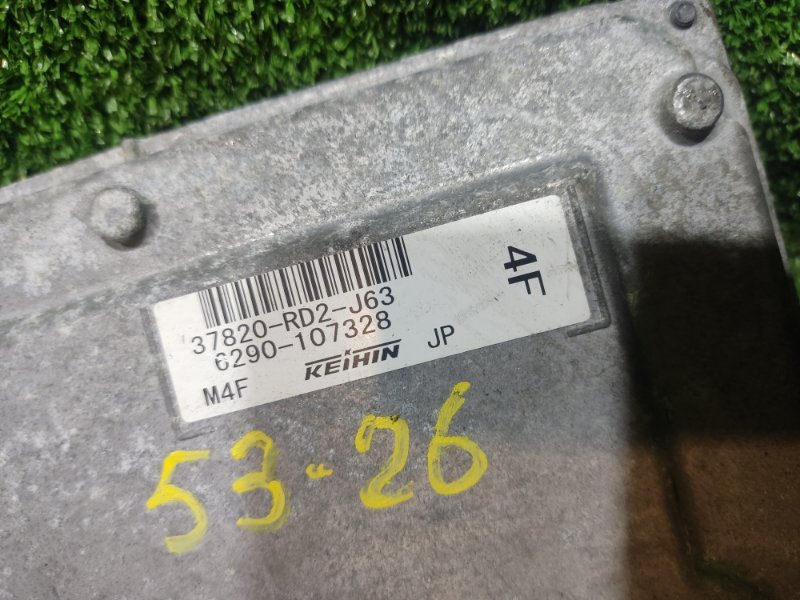 4F
37820-RD2-J63
6290-107328
M4F KEIHIN JP
53-26